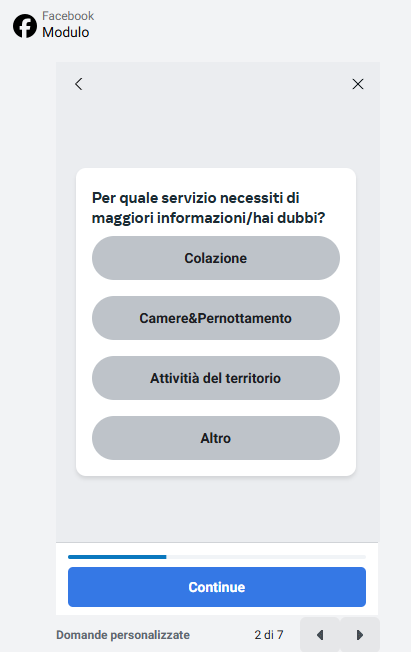 Facebook
Modulo
Per quale servizio necessiti di
maggiori informazioni/hai dubbi?
Colazione
Camere&Pernottamento
Attivitià del territorio
Altro
Continue
Domande personalizzate
2 di 7